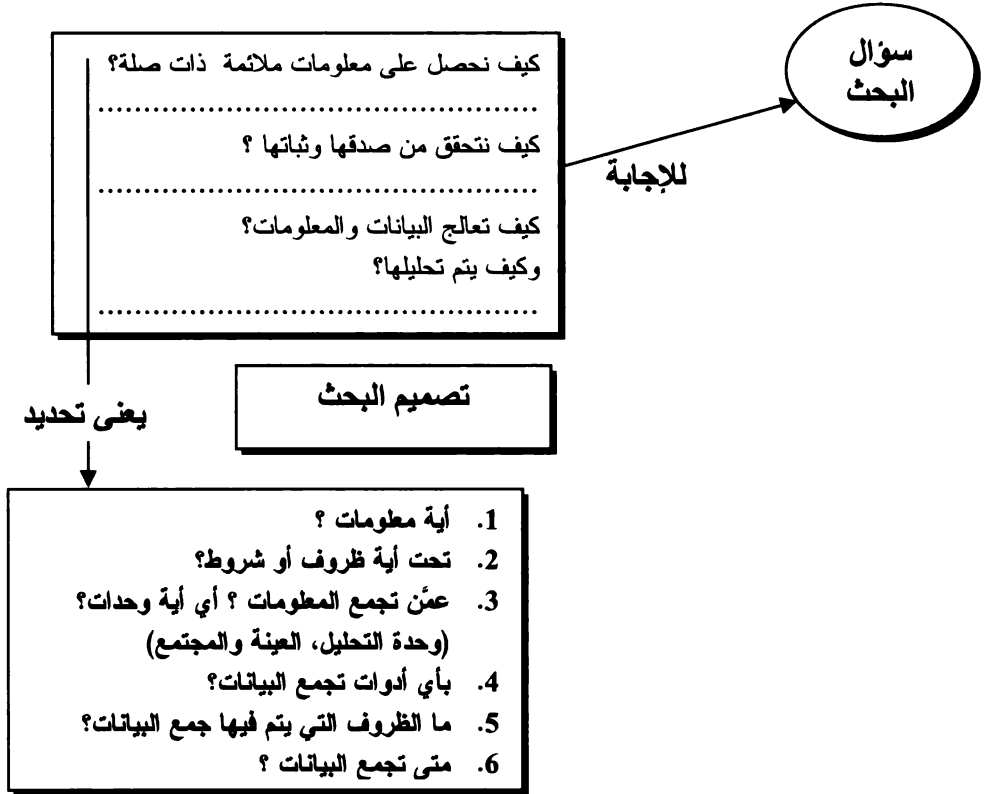 سؤال
البحث
كيف نحصل على معلومات ملائمة ذات صلة؟
................................................
كيف نتحقق من صدقها وثباتها ؟
................................................
كيف تعالج البيانات والمعلومات؟
وكيف يتم تحليلها؟
................................................
للإجابة
تصميم البحث
يعنى تحديد
1. أية معلومات ؟
2. تحت أية ظروف أو شروط؟
3. عمَّن تجمع المعلومات ؟ أي أية وحدات؟
(وحدة التحليل، العينة والمجتمع)
4. بأي أدوات تجمع البيانات؟
5. ما الظروف التي يتم فيها جمع البيانات؟
6. متى تجمع البيانات ؟